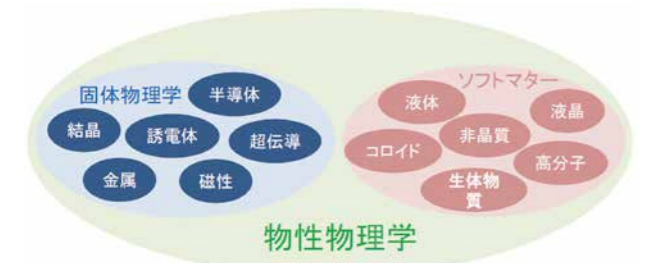 固体物理学
半導体
結晶
誘電体
超伝導
金属
磁性
ソフトマター
液体
液晶
非晶質
コロイド
高分子
生体物
質
物性物理学